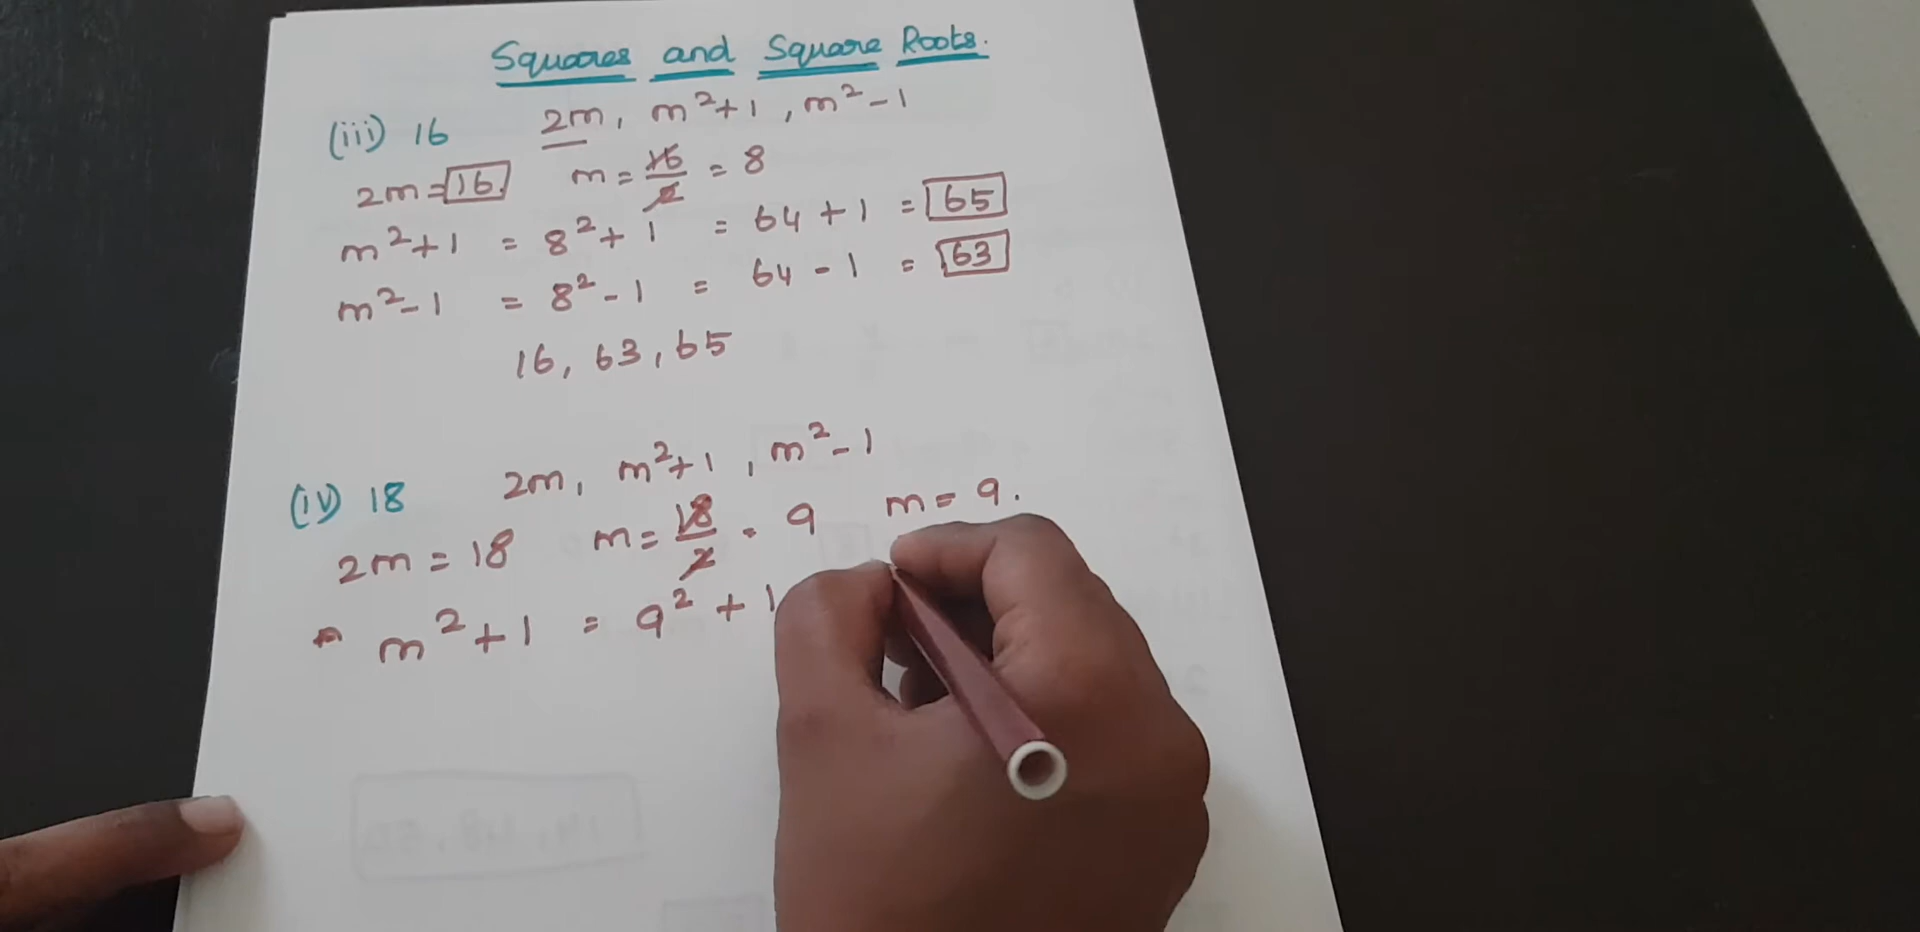 Squares and Square Roots.
(iii) 16 2m, m²+1, m²-1
2m = 16. m = 16/2 = 8
m²+1 = 8²+1 = 64+1 = 65
m²-1 = 8²-1 = 64-1 = 63
16, 63, 65
(iv) 18 2m, m²+1, m²-1
2m = 18 m = 18/2 = 9 m = 9.
m²+1 = 9²+1